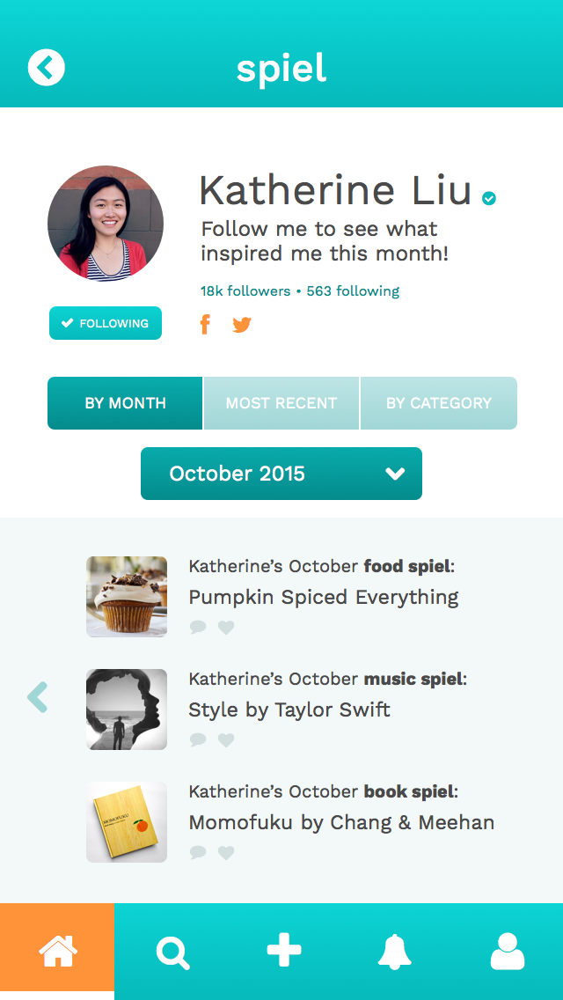 spiel
Katherine Liu
Follow me to see what
inspired me this month!
18k followers • 563 following
FOLLOWING
BY MONTH
MOST RECENT
BY CATEGORY
October 2015
Katherine’s October food spiel:
Pumpkin Spiced Everything
Katherine’s October music spiel:
Style by Taylor Swift
MOMOFUKU
Katherine’s October book spiel:
Momofuku by Chang & Meehan